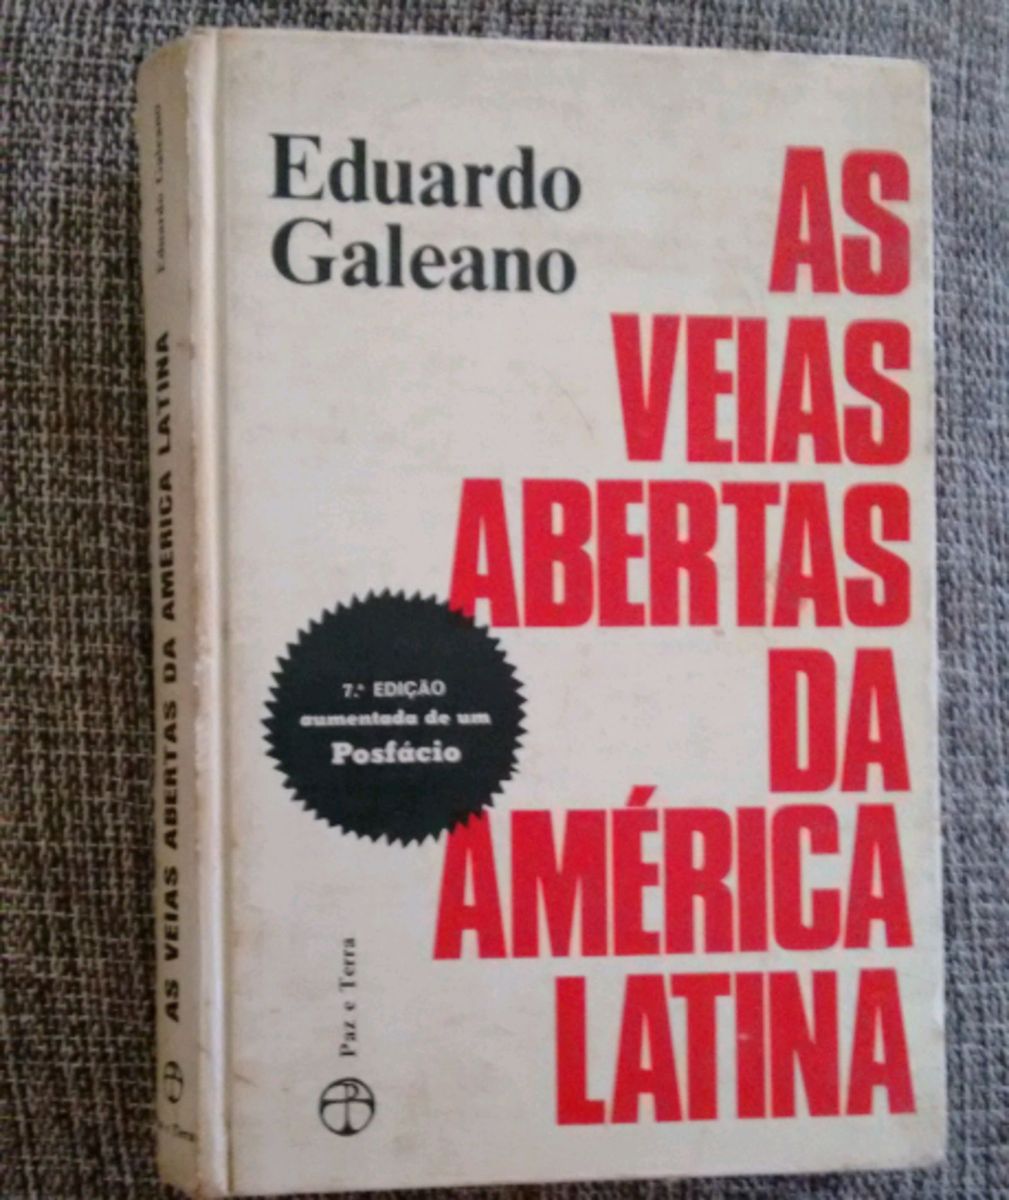 Eduardo
Galeano
AS
VEIAS
ABERTAS
DA
AMÉRICA
LATINA
7.ª EDIÇÃO
aumentada de um
Posfácio
Paz e Terra
Eduardo Galeano
AS VEIAS ABERTAS DA AMÉRICA LATINA
Terra